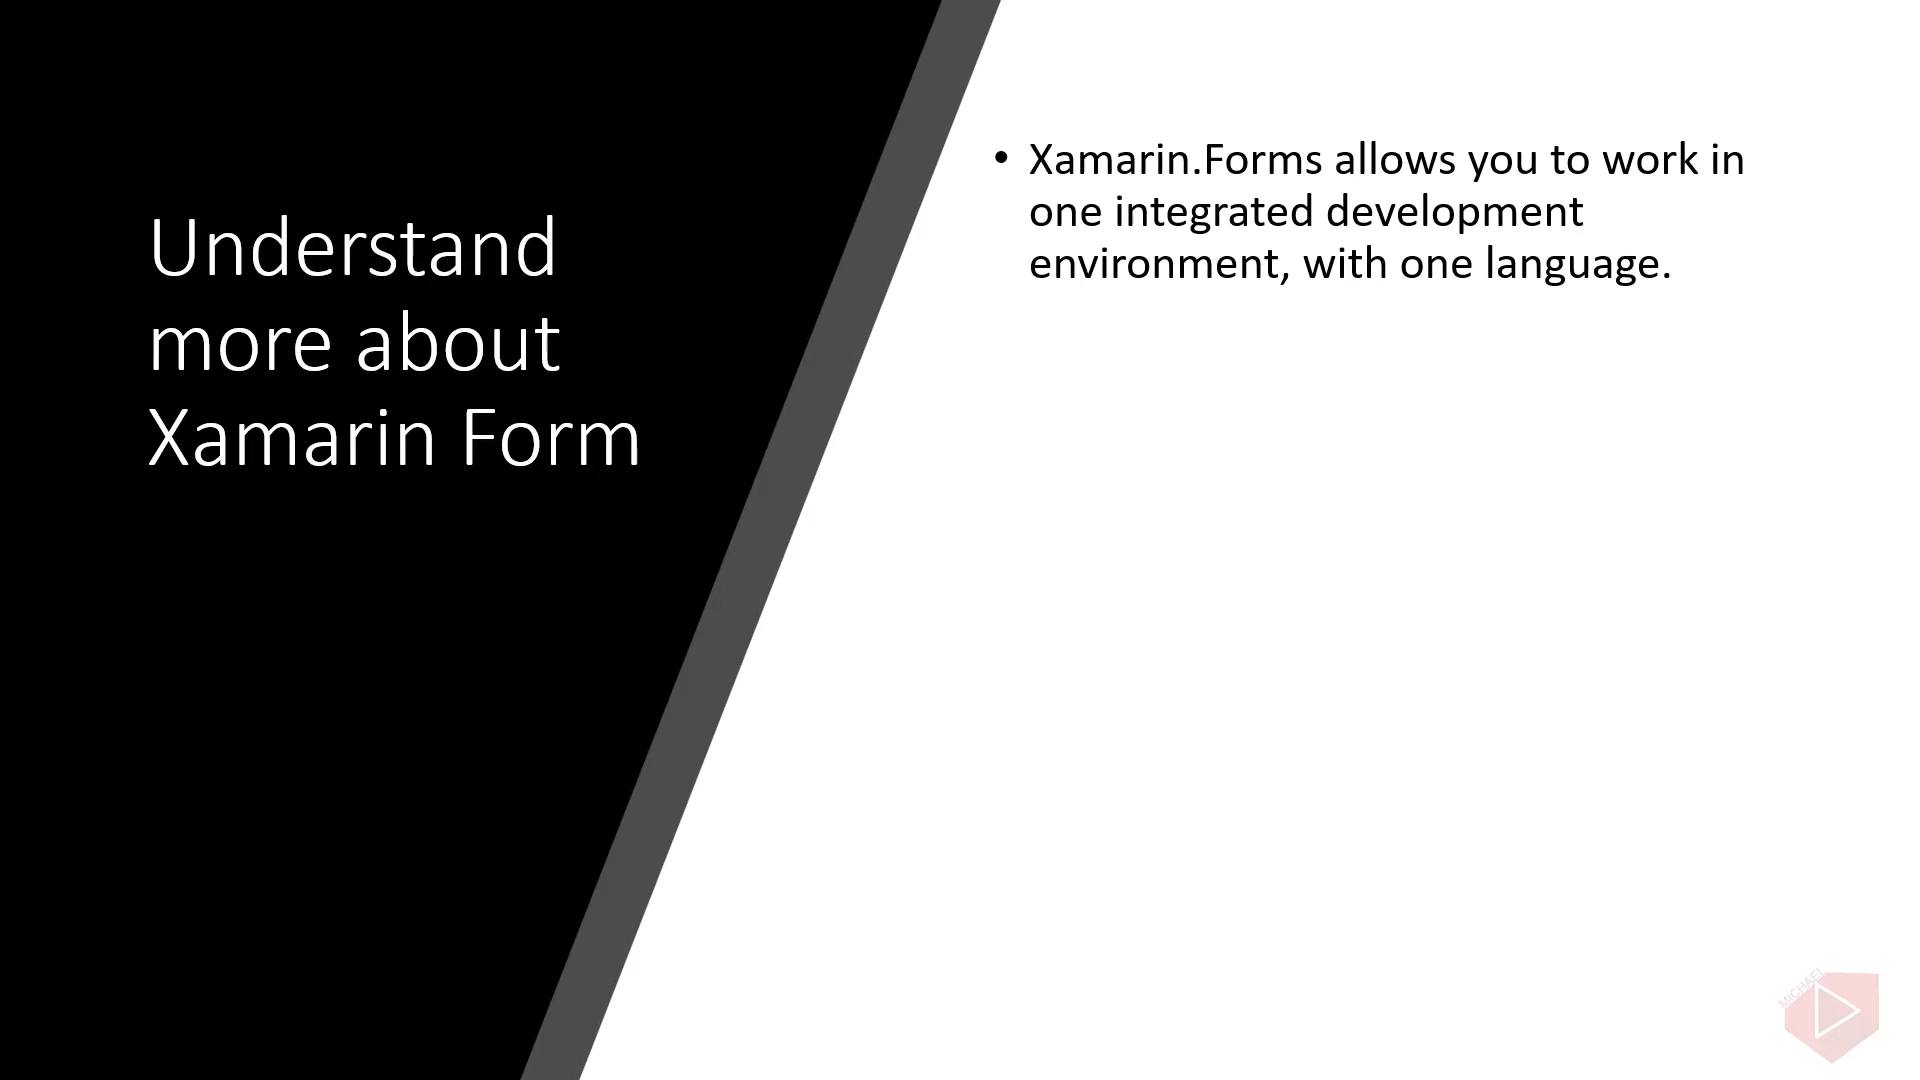 Understand
more about
Xamarin Form
• Xamarin.Forms allows you to work in
one integrated development
environment, with one language.
MICHAEL